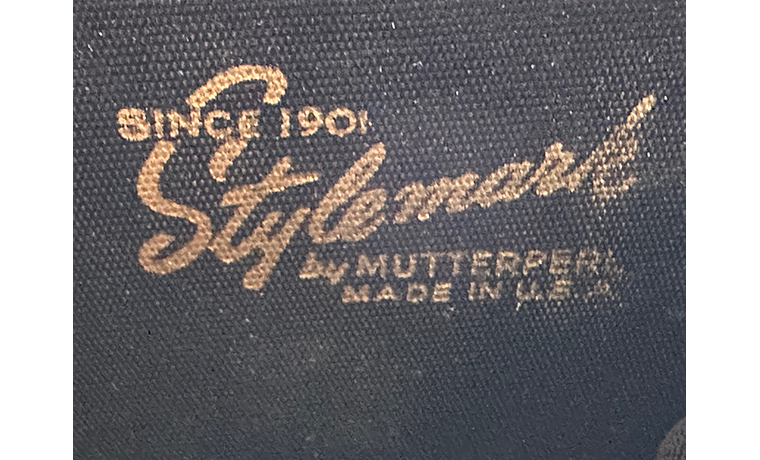 SINCE 1901
Stylemark
by MUTTERPERL
MADE IN U.S.A.